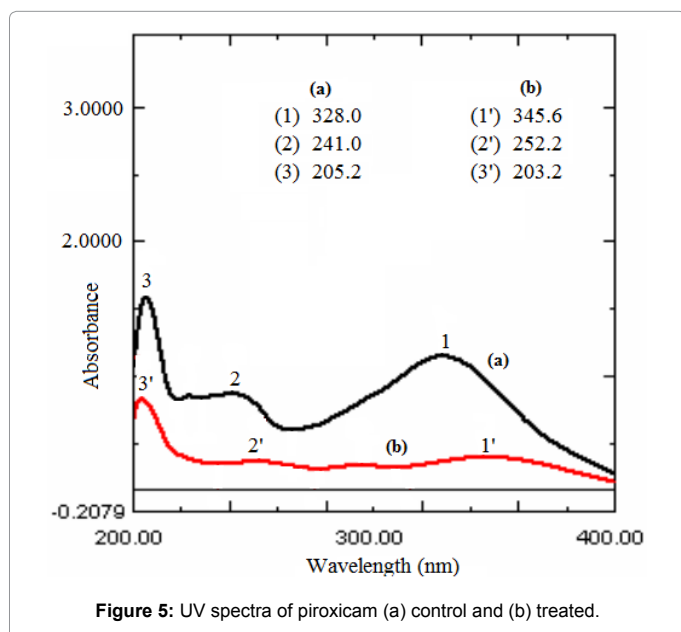 (a) (b)
(1) 328.0 (1') 345.6
(2) 241.0 (2') 252.2
(3) 205.2 (3') 203.2
3.0000
2.0000
Absorbance
3
1
(a)
2
3'
2'
(b)
1'
-0.2079
200.00 300.00 400.00
Wavelength (nm)
Figure 5: UV spectra of piroxicam (a) control and (b) treated.